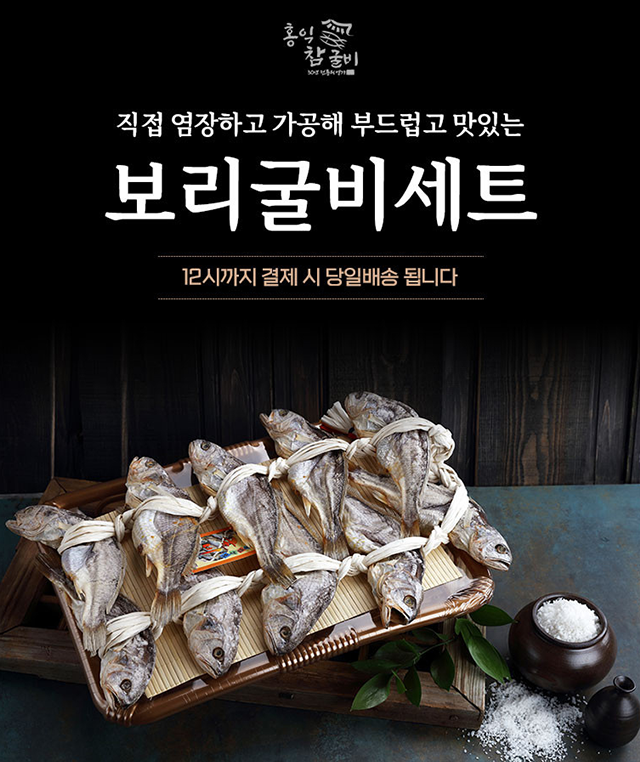 홍익
참굴비
직접 염장하고 가공해 부드럽고 맛있는
보리굴비세트
12시까지 결제 시 당일배송 됩니다